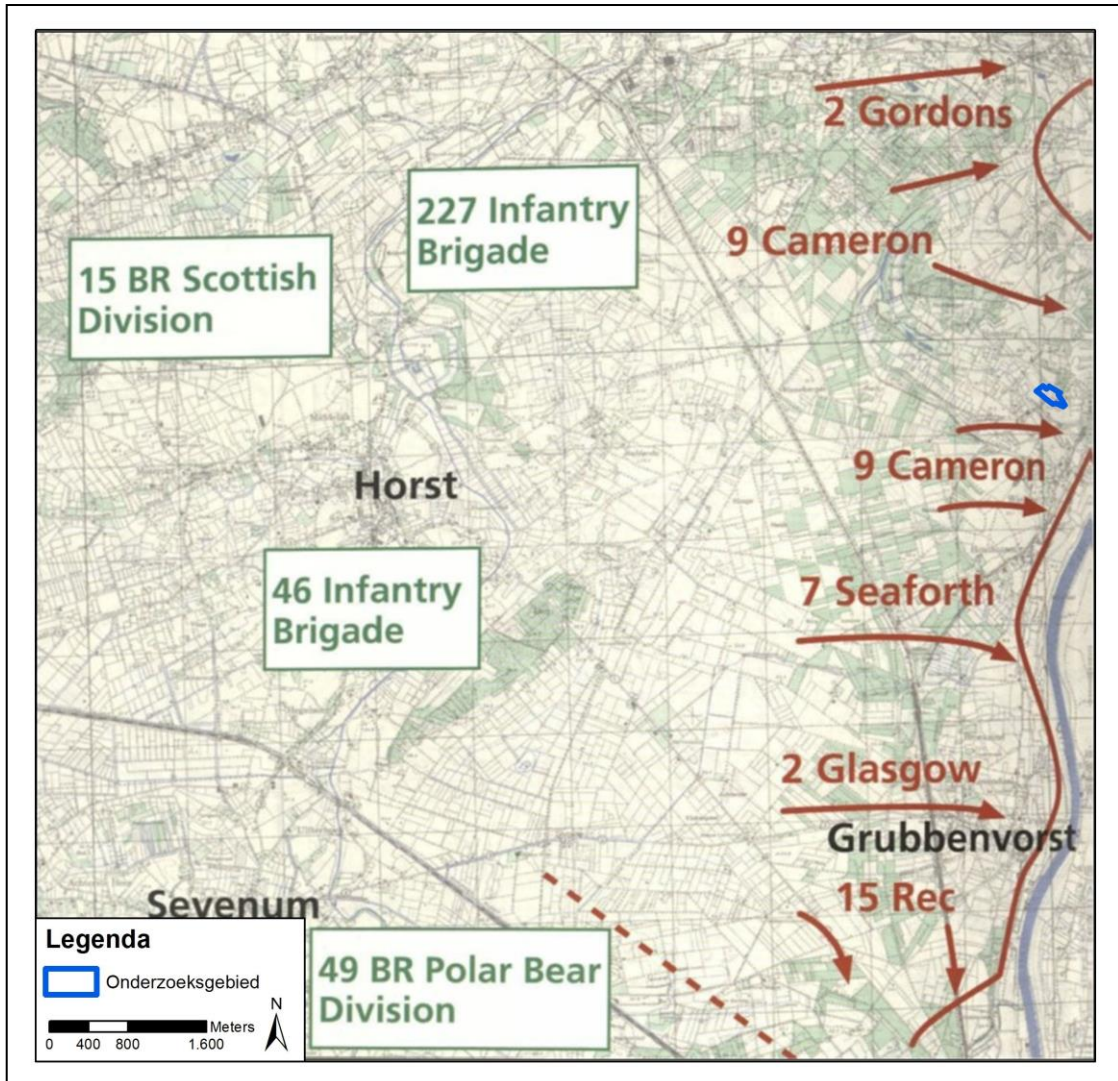 2 Gordons
227 Infantry
Brigade
9 Cameron
15 BR Scottish
Division
9 Cameron
Horst
46 Infantry
Brigade
7 Seaforth
2 Glasgow
Grubbenvorst
15 Rec
Sevenum
49 BR Polar Bear
Division
Legenda
Onderzoeksgebied
N
Meters
0 400 800 1.600